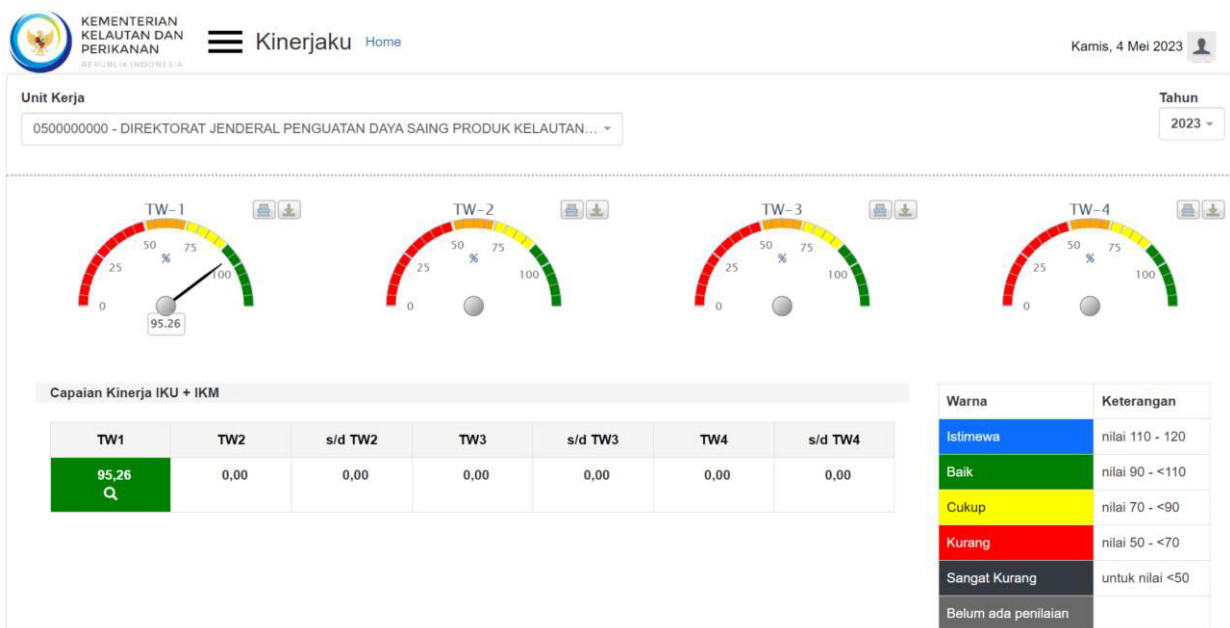 KEMENTERIAN
KELAUTAN DAN
PERIKANAN
REPUBLIK INDONESIA
Kinerjaku Home
Kamis, 4 Mei 2023
Unit Kerja
Tahun
0500000000 - DIREKTORAT JENDERAL PENGUATAN DAYA SAING PRODUK KELAUTAN...
2023
TW-1
0 25 50 75 100
%
95.26
TW-2
0 25 50 75 100
%
TW-3
0 25 50 75 100
%
TW-4
0 25 50 75 100
%
Capaian Kinerja IKU + IKM
TW1 TW2 s/d TW2 TW3 s/d TW3 TW4 s/d TW4
95,26 0,00 0,00 0,00 0,00 0,00 0,00
Warna Keterangan
Istimewa nilai 110 - 120
Baik nilai 90 - <110
Cukup nilai 70 - <90
Kurang nilai 50 - <70
Sangat Kurang untuk nilai <50
Belum ada penilaian